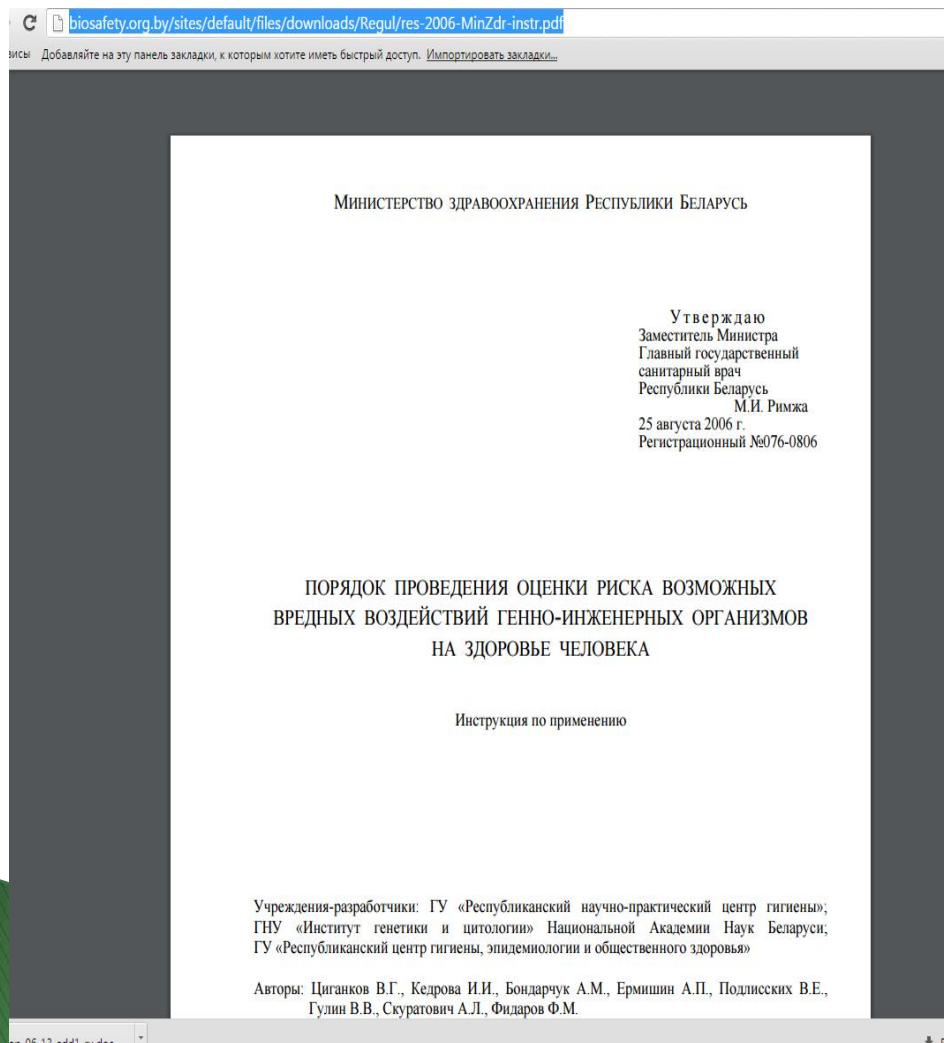 biosafety.org.by/sites/default/files/downloads/Regul/res-2006-MinZdr-instr.pdf
Добавляйте на эту панель закладки, к которым хотите иметь быстрый доступ. Импортировать закладки...
Министерство здравоохранения Республики Беларусь
Утверждаю
Заместитель Министра
Главный государственный
санитарный врач
Республики Беларусь
М.И. Римжа
25 августа 2006 г.
Регистрационный №076-0806
ПОРЯДОК ПРОВЕДЕНИЯ ОЦЕНКИ РИСКА ВОЗМОЖНЫХ
ВРЕДНЫХ ВОЗДЕЙСТВИЙ ГЕННО-ИНЖЕНЕРНЫХ ОРГАНИЗМОВ
НА ЗДОРОВЬЕ ЧЕЛОВЕКА
Инструкция по применению
Учреждения-разработчики: ГУ «Республиканский научно-практический центр гигиены»;
ГНУ «Институт генетики и цитологии» Национальной Академии Наук Беларуси;
ГУ «Республиканский центр гигиены, эпидемиологии и общественного здоровья»
Авторы: Циганков В.Г., Кедрова И.И., Бондарчук А.М., Ермишин А.П., Подлисских В.Е.,
Гулин В.В., Скуратович А.Л., Фидаров Ф.М.